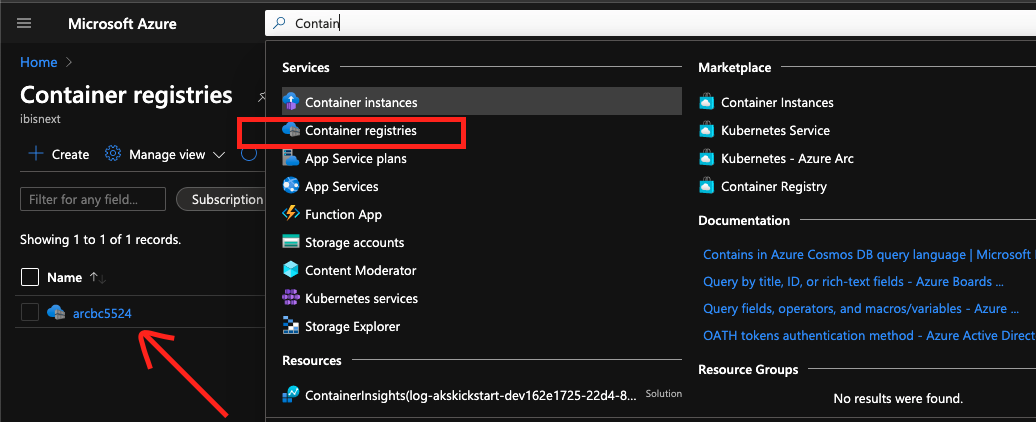 Microsoft Azure
Contain
Home
Container registries
ibisnext
Create
Manage view
Filter for any field...
Subscription
Showing 1 to 1 of 1 records.
Name
arcbc5524
Services
Container instances
Container registries
App Service plans
App Services
Function App
Storage accounts
Content Moderator
Kubernetes services
Storage Explorer
Resources
ContainerInsights(log-akskickstart-dev162e1725-22d4-8... Solution
Marketplace
Container Instances
Kubernetes Service
Kubernetes - Azure Arc
Container Registry
Documentation
Contains in Azure Cosmos DB query language | Microsoft
Query by title, ID, or rich-text fields - Azure Boards ...
Query fields, operators, and macros/variables - Azure ...
OATH tokens authentication method - Azure Active Direct
Resource Groups
No results were found.